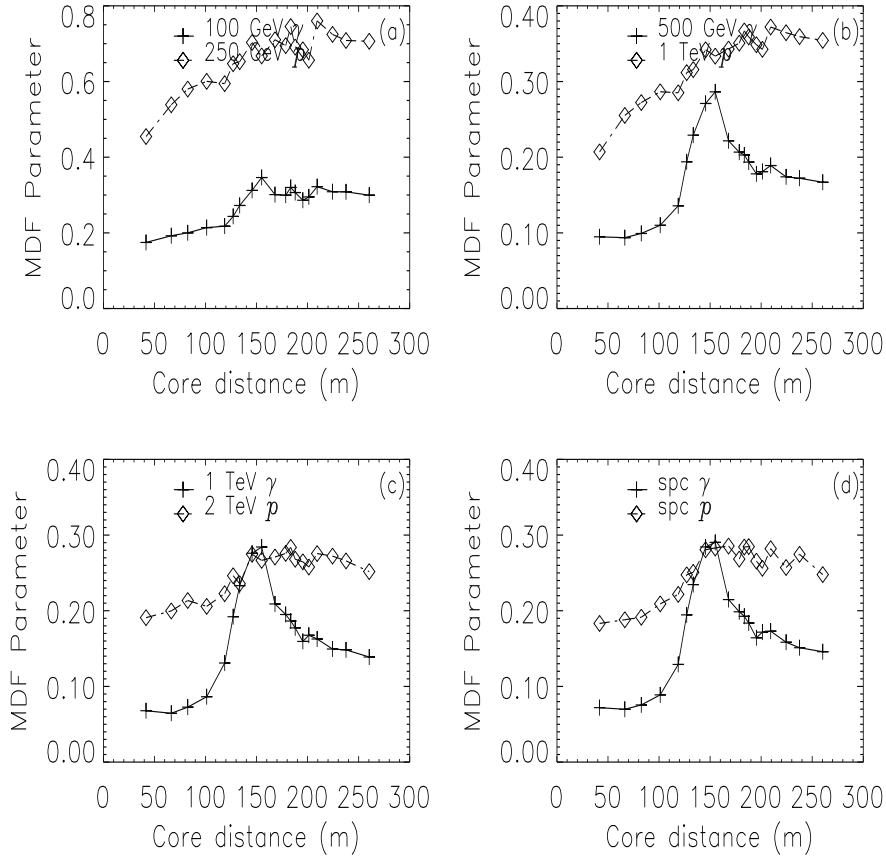 0.8
0.6
0.4
0.2
0.0
MDF Parameter
100 GeV γ
250 GeV p
(a)
0 50 100 150 200 250 300
Core distance (m)
0.40
0.30
0.20
0.10
0.00
MDF Parameter
500 GeV γ
1 TeV p
(b)
0 50 100 150 200 250 300
Core distance (m)
0.40
0.30
0.20
0.10
0.00
MDF Parameter
1 TeV γ
2 TeV p
(c)
0 50 100 150 200 250 300
Core distance (m)
0.40
0.30
0.20
0.10
0.00
MDF Parameter
spc γ
spc p
(d)
0 50 100 150 200 250 300
Core distance (m)